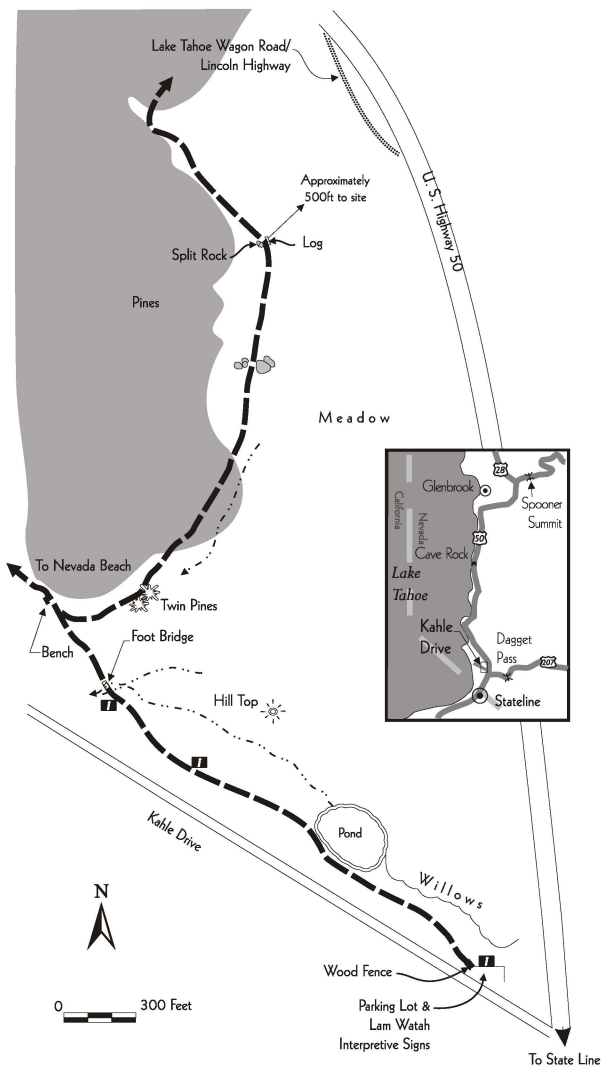 Lake Tahoe Wagon Road/
Lincoln Highway
Approximately
500ft to site
U. S. Highway 50
Split Rock
Log
Pines
Meadow
28
Glenbrook
Spooner
Summit
California
Nevada
50
Cave Rock
Lake
Tahoe
Kahle
Drive
Dagget
Pass
207
Stateline
To Nevada Beach
Twin Pines
Bench
Foot Bridge
i
Hill Top
i
Kahle Drive
Pond
Willows
N
i
Wood Fence
0 300 Feet
Parking Lot &
Lam Watah
Interpretive Signs
To State Line